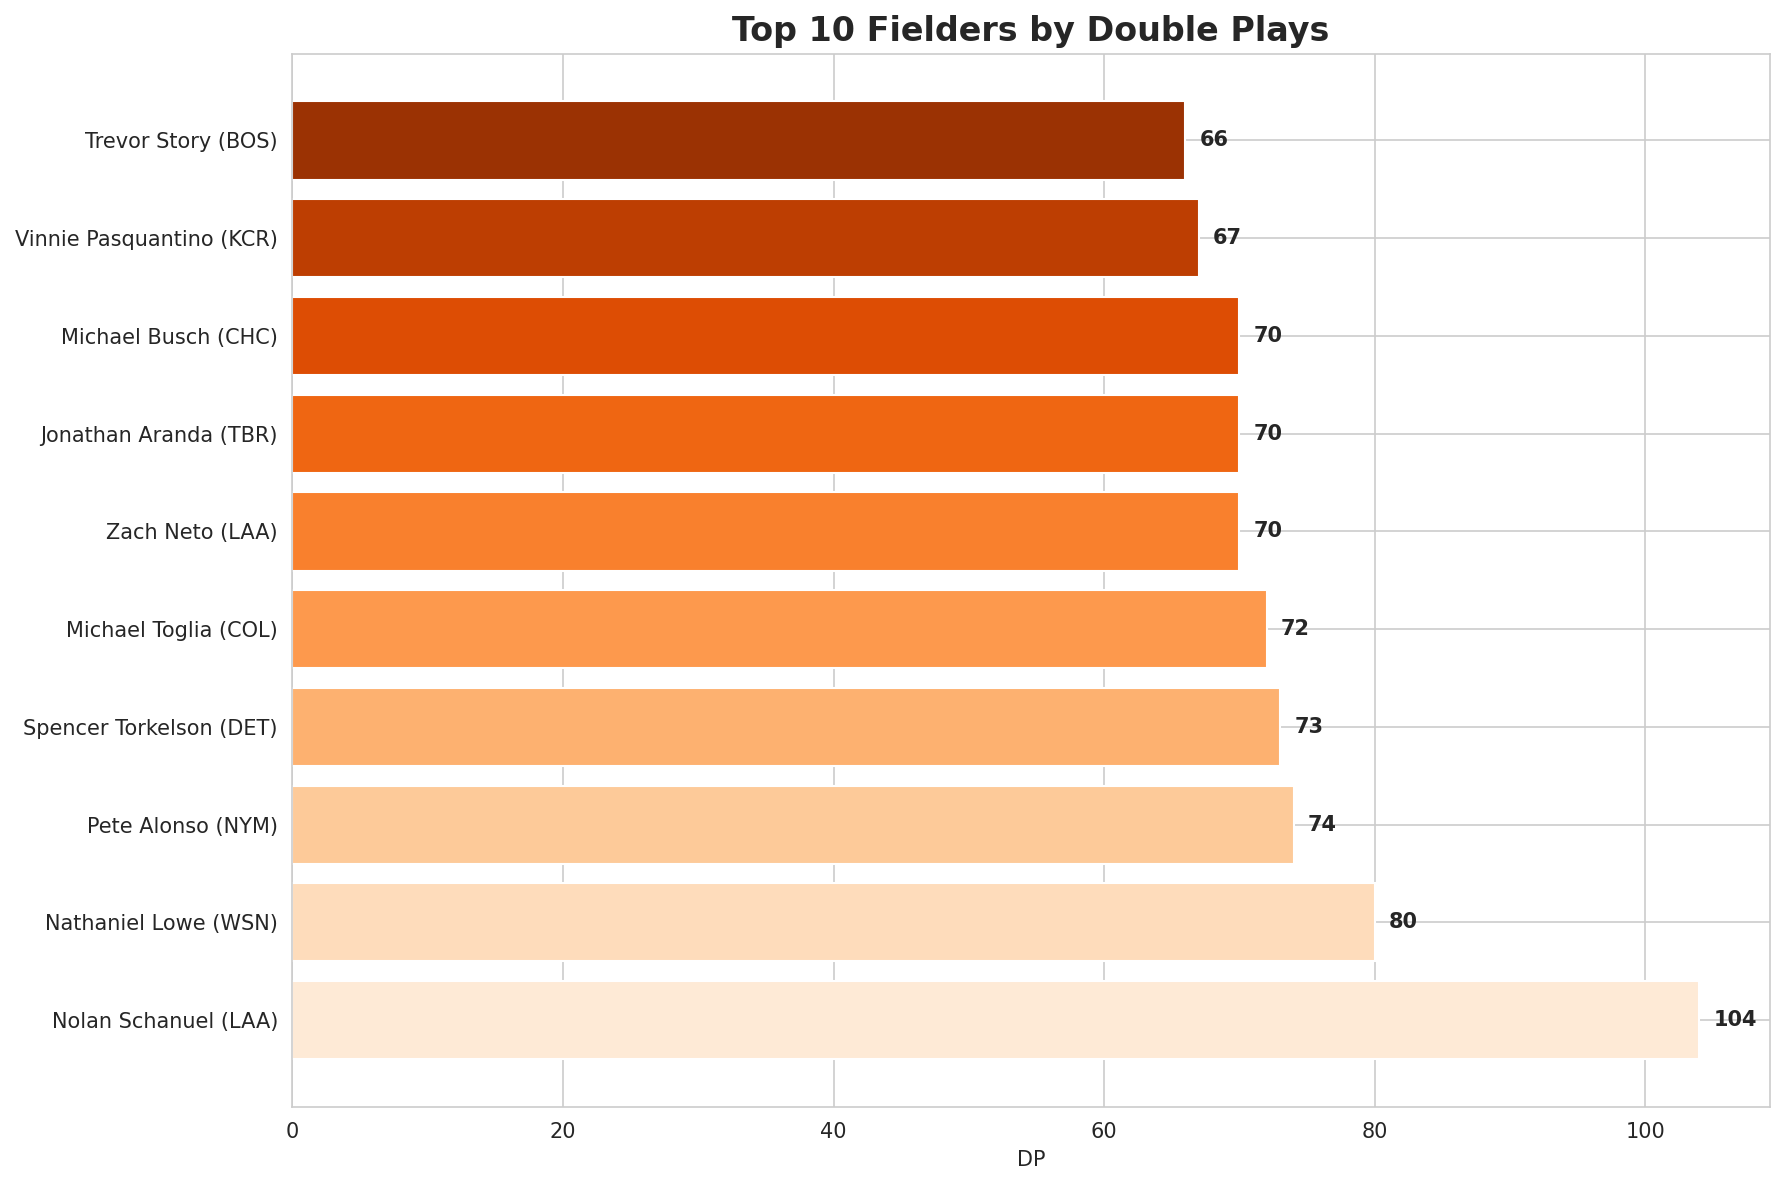 Top 10 Fielders by Double Plays
Trevor Story (BOS) 66
Vinnie Pasquantino (KCR) 67
Michael Busch (CHC) 70
Jonathan Aranda (TBR) 70
Zach Neto (LAA) 70
Michael Toglia (COL) 72
Spencer Torkelson (DET) 73
Pete Alonso (NYM) 74
Nathaniel Lowe (WSN) 80
Nolan Schanuel (LAA) 104
0 20 40 60 80 100
DP